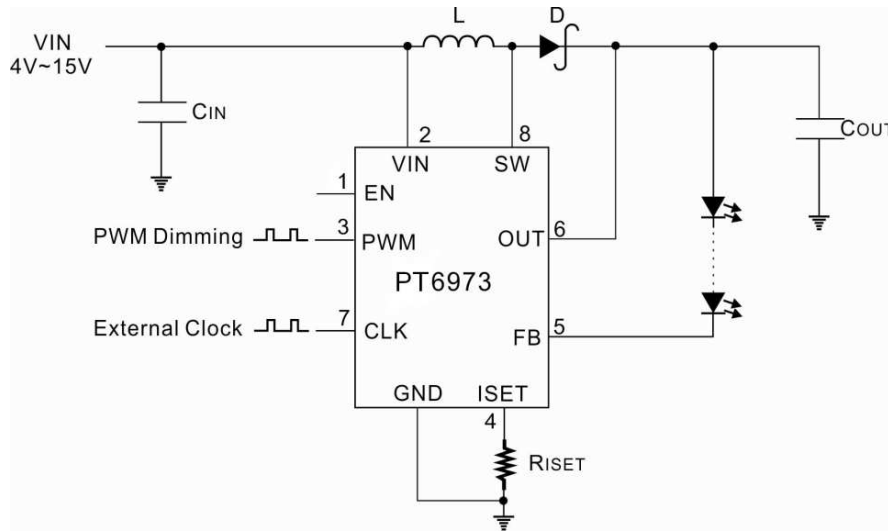 VIN
4V~15V
L
D
CIN
COUT
2
8
VIN
SW
1
EN
PWM Dimming
3
PWM
OUT
6
PT6973
External Clock
7
CLK
FB
5
GND
ISET
4
RISET